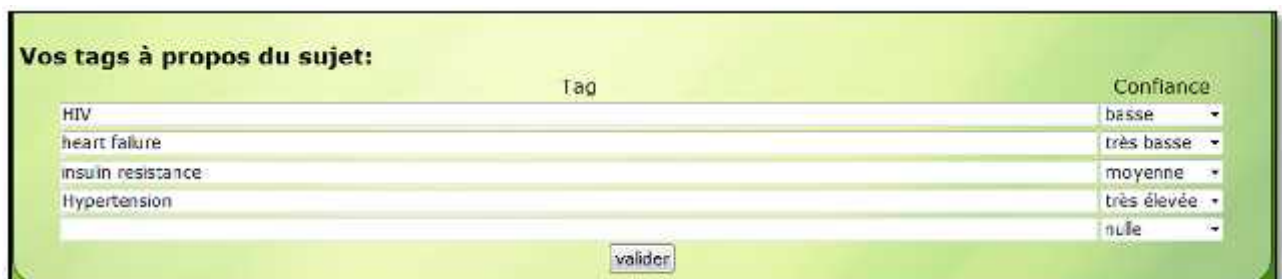 Vos tags à propos du sujet:
Tag Confiance
HIV basse
heart failure très basse
insulin resistance moyenne
Hypertension très élevée
nulle
valider